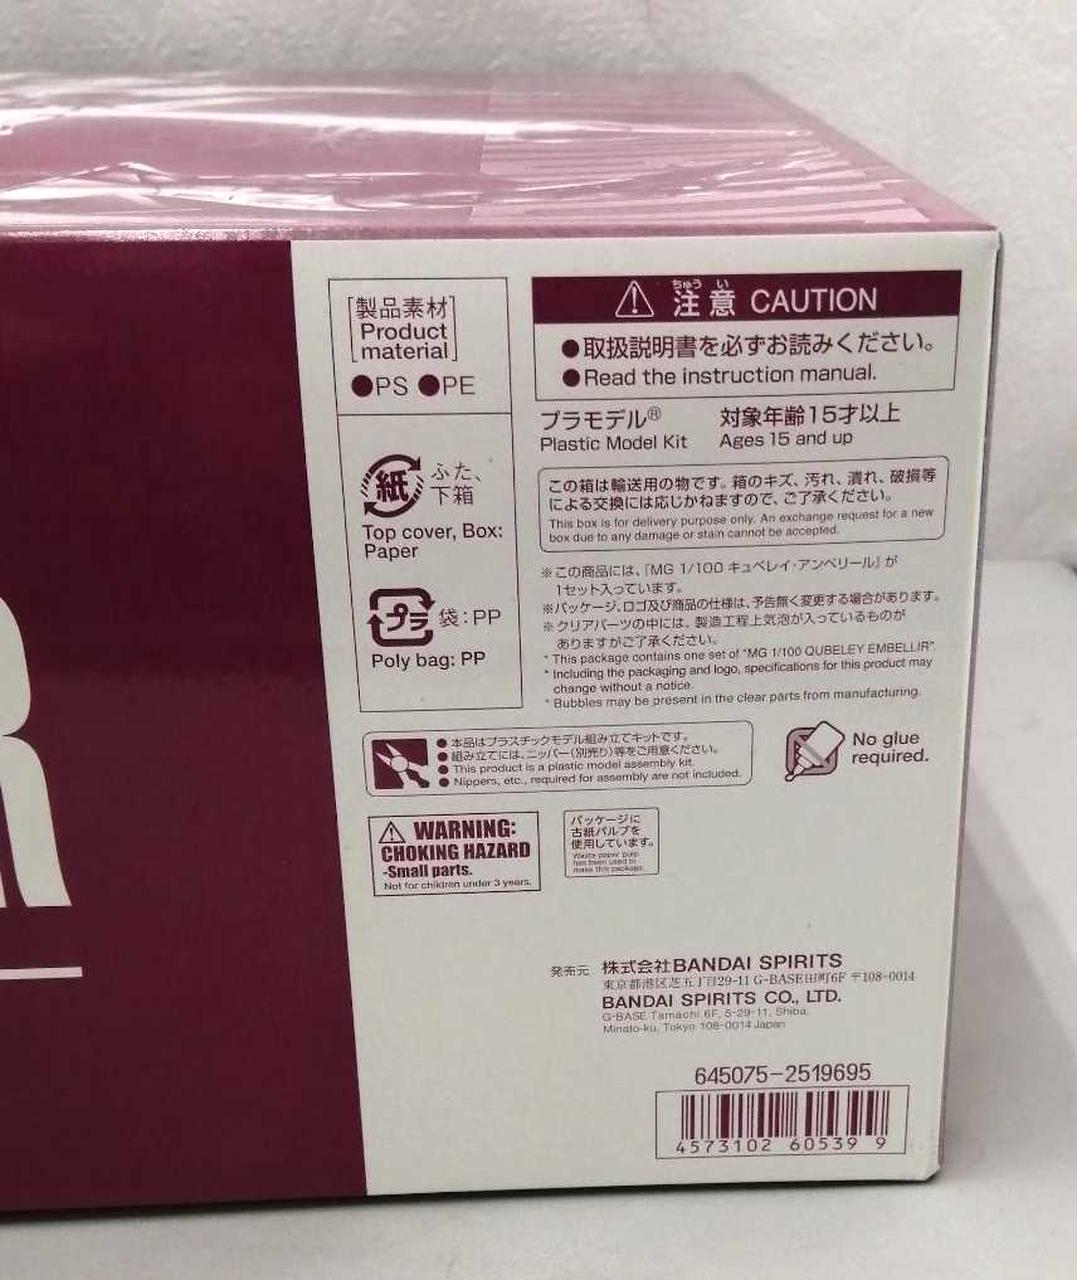 [製品素材]
Product
material
●PS ●PE
紙 ふた、
下箱
Top cover, Box:
Paper
プラ 袋:PP
Poly bag: PP
ちゅう い
注意 CAUTION
●取扱説明書を必ずお読みください。
●Read the instruction manual.
プラモデル® 対象年齢15才以上
Plastic Model Kit Ages 15 and up
この箱は輸送用の物です。箱のキズ、汚れ、潰れ、破損等
による交換には応じかねますので、ご了承ください。
This box is for delivery purpose only. An exchange request for a new
box due to any damage or stain cannot be accepted.
※この商品には、『MG 1/100 キュベレイ・アンベリール』が
1セット入っています。
※パッケージ、ロゴ及び商品の仕様は、予告無く変更する場合があります。
※クリアパーツの中には、製造工程上気泡が入っているものが
ありますがご了承ください。
* This package contains one set of "MG 1/100 QUBELEY EMBELLIR".
* Including the packaging and logo, specifications for this product may
change without a notice.
* Bubbles may be present in the clear parts from manufacturing.
●本品はプラスチックモデル組み立てキットです。
●組み立てには、ニッパー(別売り)等をご用意ください。
●This product is a plastic model assembly kit.
●Nippers, etc., required for assembly are not included.
No glue
required.
WARNING:
CHOKING HAZARD
-Small parts.
Not for children under 3 years.
パッケージに
古紙パルプを
使用しています。
Waste paper pulp
has been used to
make this package.
発売元 株式会社BANDAI SPIRITS
東京都港区芝五丁目29-11 G-BASE田町6F 〒108-0014
BANDAI SPIRITS CO., LTD.
G-BASE Tamachi 6F, 5-29-11, Shiba,
Minato-ku, Tokyo 108-0014 Japan
645075-2519695
4573102 60539 9
R